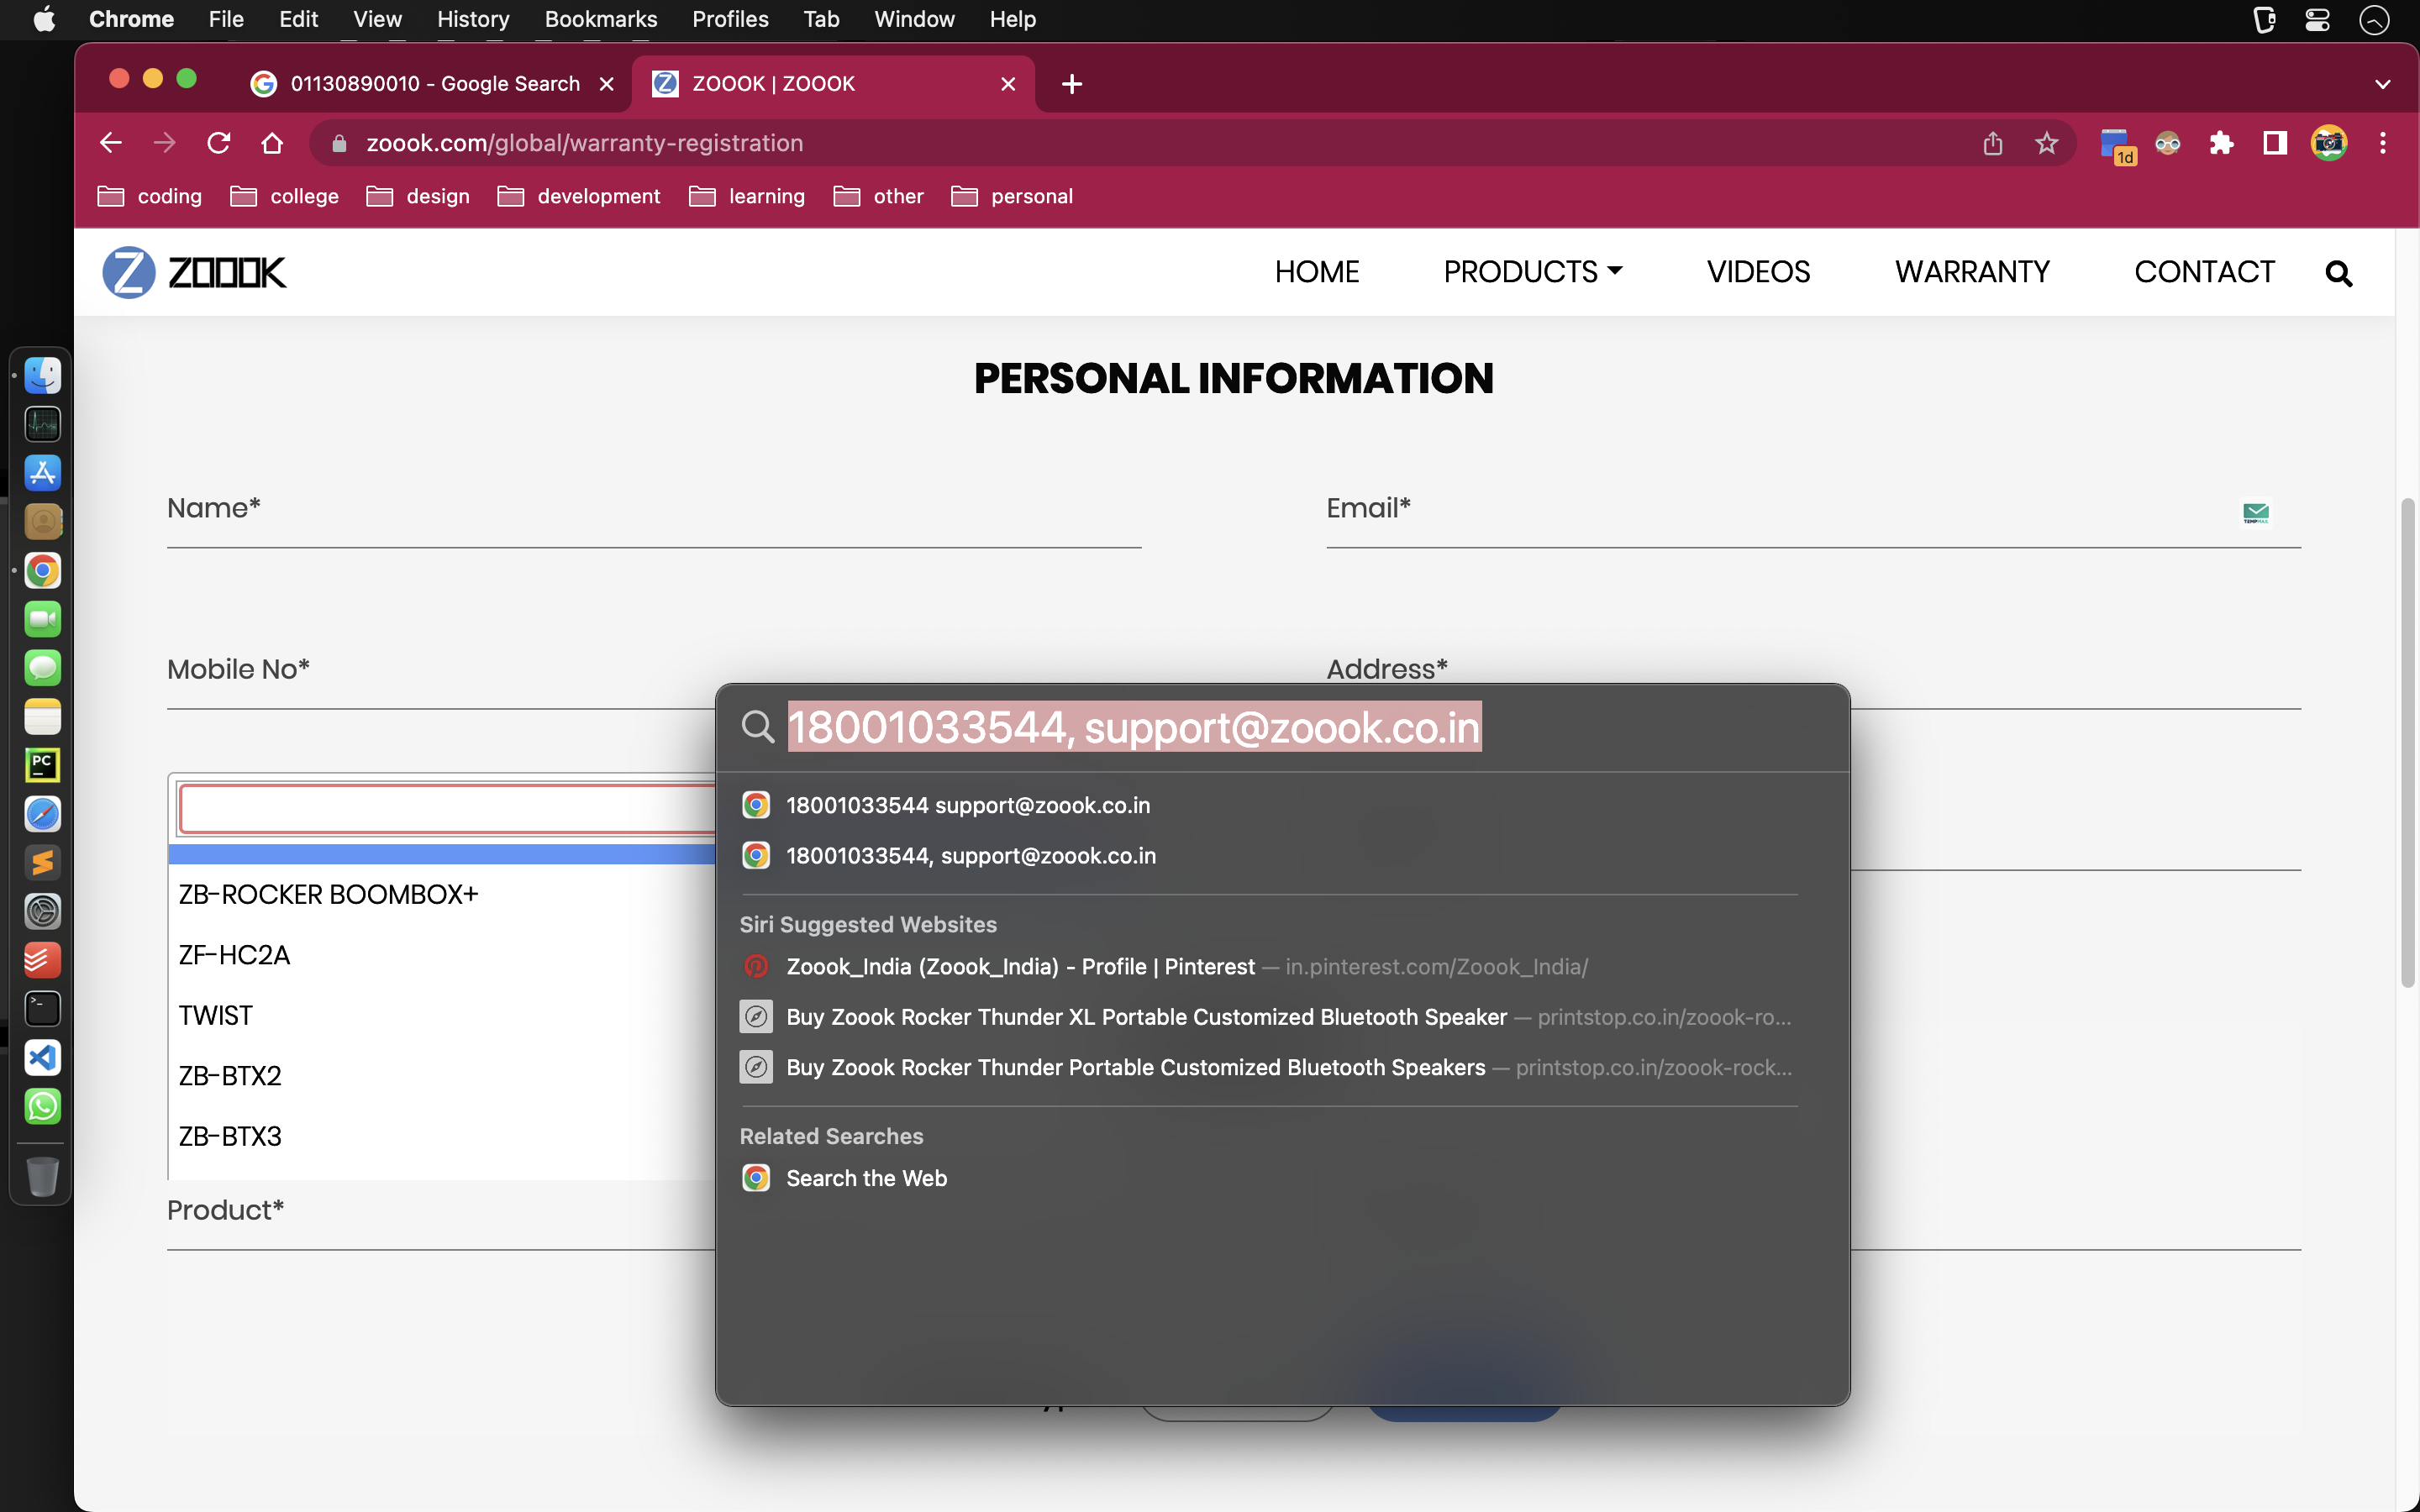 Chrome File Edit View History Bookmarks Profiles Tab Window Help
01130890010 - Google Search
ZOOOK | ZOOOK
zoook.com/global/warranty-registration
1d
coding college design development learning other personal
Z ZOOOK
HOME PRODUCTS VIDEOS WARRANTY CONTACT
PERSONAL INFORMATION
Name*
Email*
TEMPMAIL
Mobile No*
Address*
18001033544, support@zoook.co.in
18001033544 support@zoook.co.in
18001033544, support@zoook.co.in
Siri Suggested Websites
Zoook_India (Zoook_India) - Profile | Pinterest — in.pinterest.com/Zoook_India/
Buy Zoook Rocker Thunder XL Portable Customized Bluetooth Speaker — printstop.co.in/zoook-ro...
Buy Zoook Rocker Thunder Portable Customized Bluetooth Speakers — printstop.co.in/zoook-rock...
Related Searches
Search the Web
ZB-ROCKER BOOMBOX+
ZF-HC2A
TWIST
ZB-BTX2
ZB-BTX3
Product*
PC